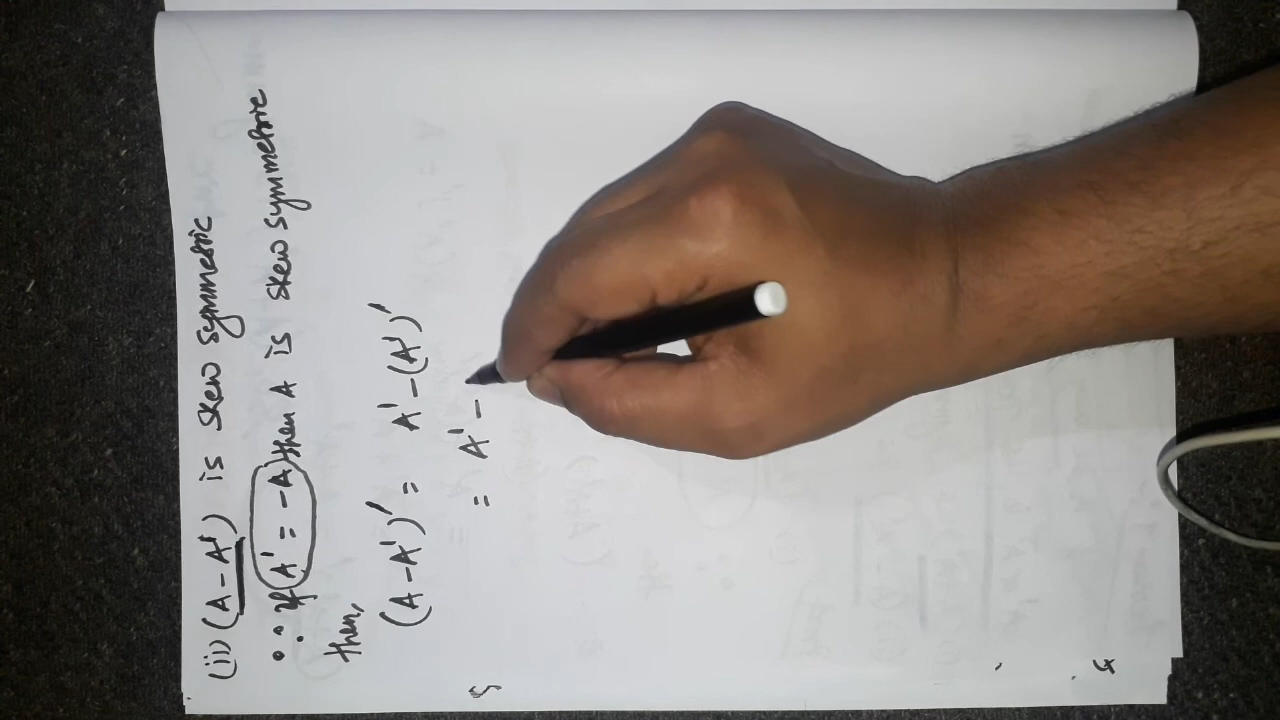 (ii) (A - A') is skew symmetric
∵ if A' = -A then A is skew symmetric
then,
(A - A')' = A' - (A')'
= A' -